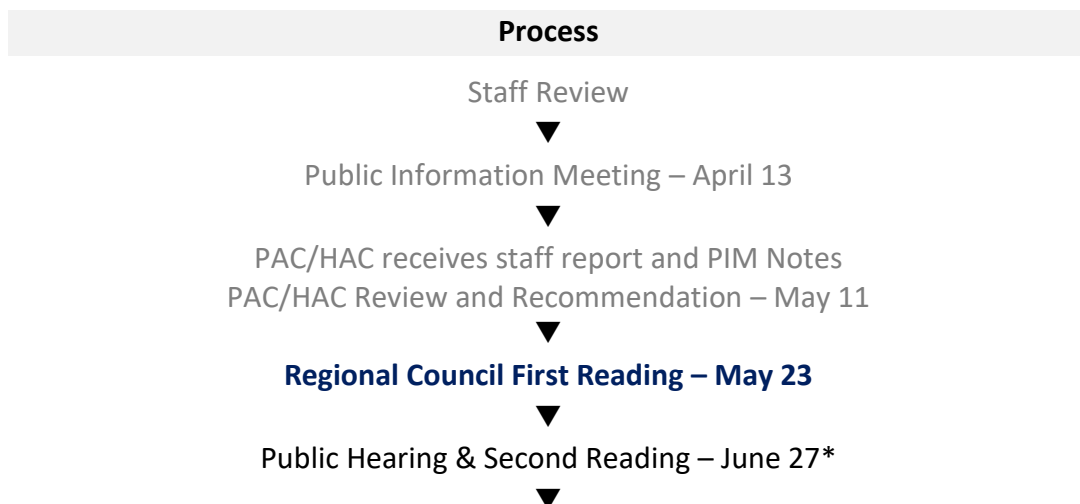 Process
Staff Review
Public Information Meeting – April 13
PAC/HAC receives staff report and PIM Notes
PAC/HAC Review and Recommendation – May 11
Regional Council First Reading – May 23
Public Hearing & Second Reading – June 27*